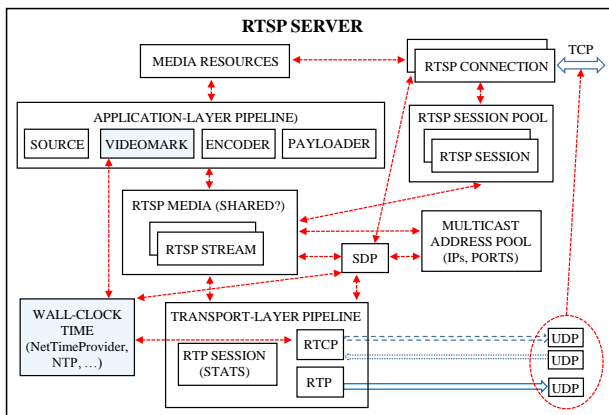 RTSP SERVER
MEDIA RESOURCES
RTSP CONNECTION
TCP
APPLICATION-LAYER PIPELINE)
SOURCE
VIDEOMARK
ENCODER
PAYLOADER
RTSP SESSION POOL
RTSP SESSION
RTSP MEDIA (SHARED?)
RTSP STREAM
SDP
MULTICAST
ADDRESS POOL
(IPs, PORTS)
WALL-CLOCK
TIME
(NetTimeProvider,
NTP, …)
TRANSPORT-LAYER PIPELINE
RTP SESSION
(STATS)
RTCP
RTP
UDP
UDP
UDP